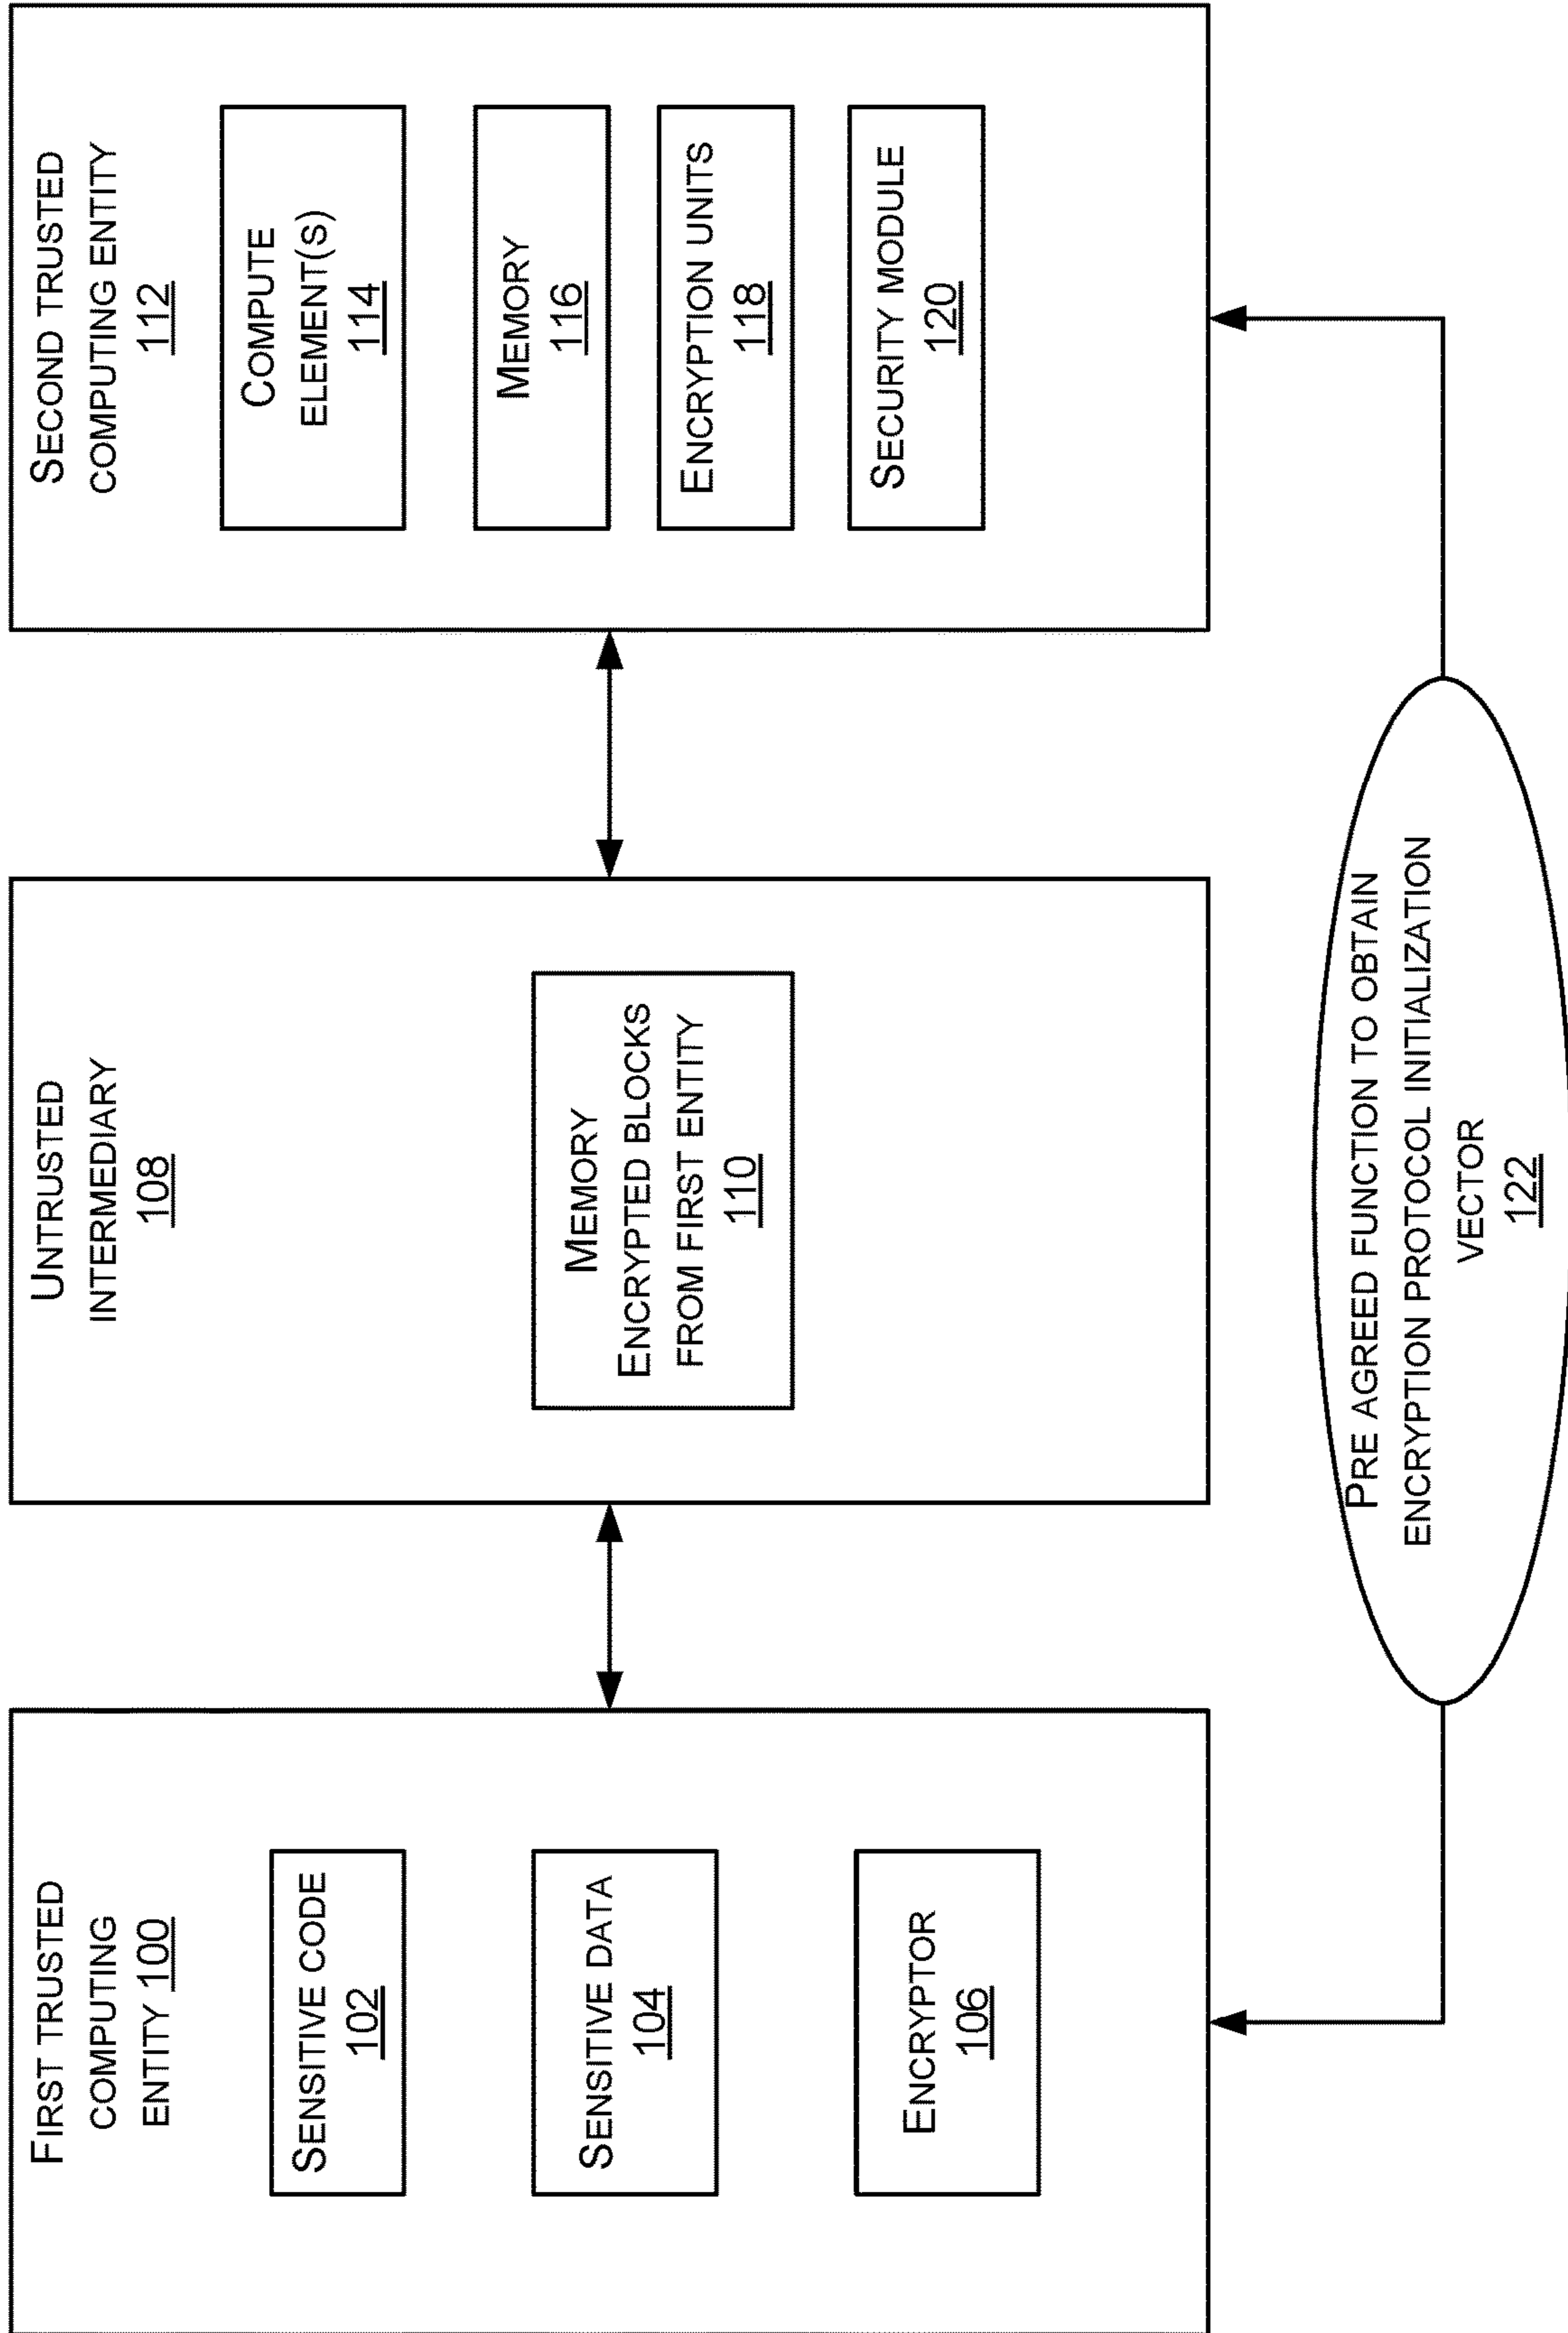 FIRST TRUSTED
COMPUTING
ENTITY 100
SENSITIVE CODE
102
SENSITIVE DATA
104
ENCRYPTOR
106
UNTRUSTED
INTERMEDIARY
108
MEMORY
ENCRYPTED BLOCKS
FROM FIRST ENTITY
110
SECOND TRUSTED
COMPUTING ENTITY
112
COMPUTE
ELEMENT(S)
114
MEMORY
116
ENCRYPTION UNITS
118
SECURITY MODULE
120
PRE AGREED FUNCTION TO OBTAIN
ENCRYPTION PROTOCOL INITIALIZATION
VECTOR
122